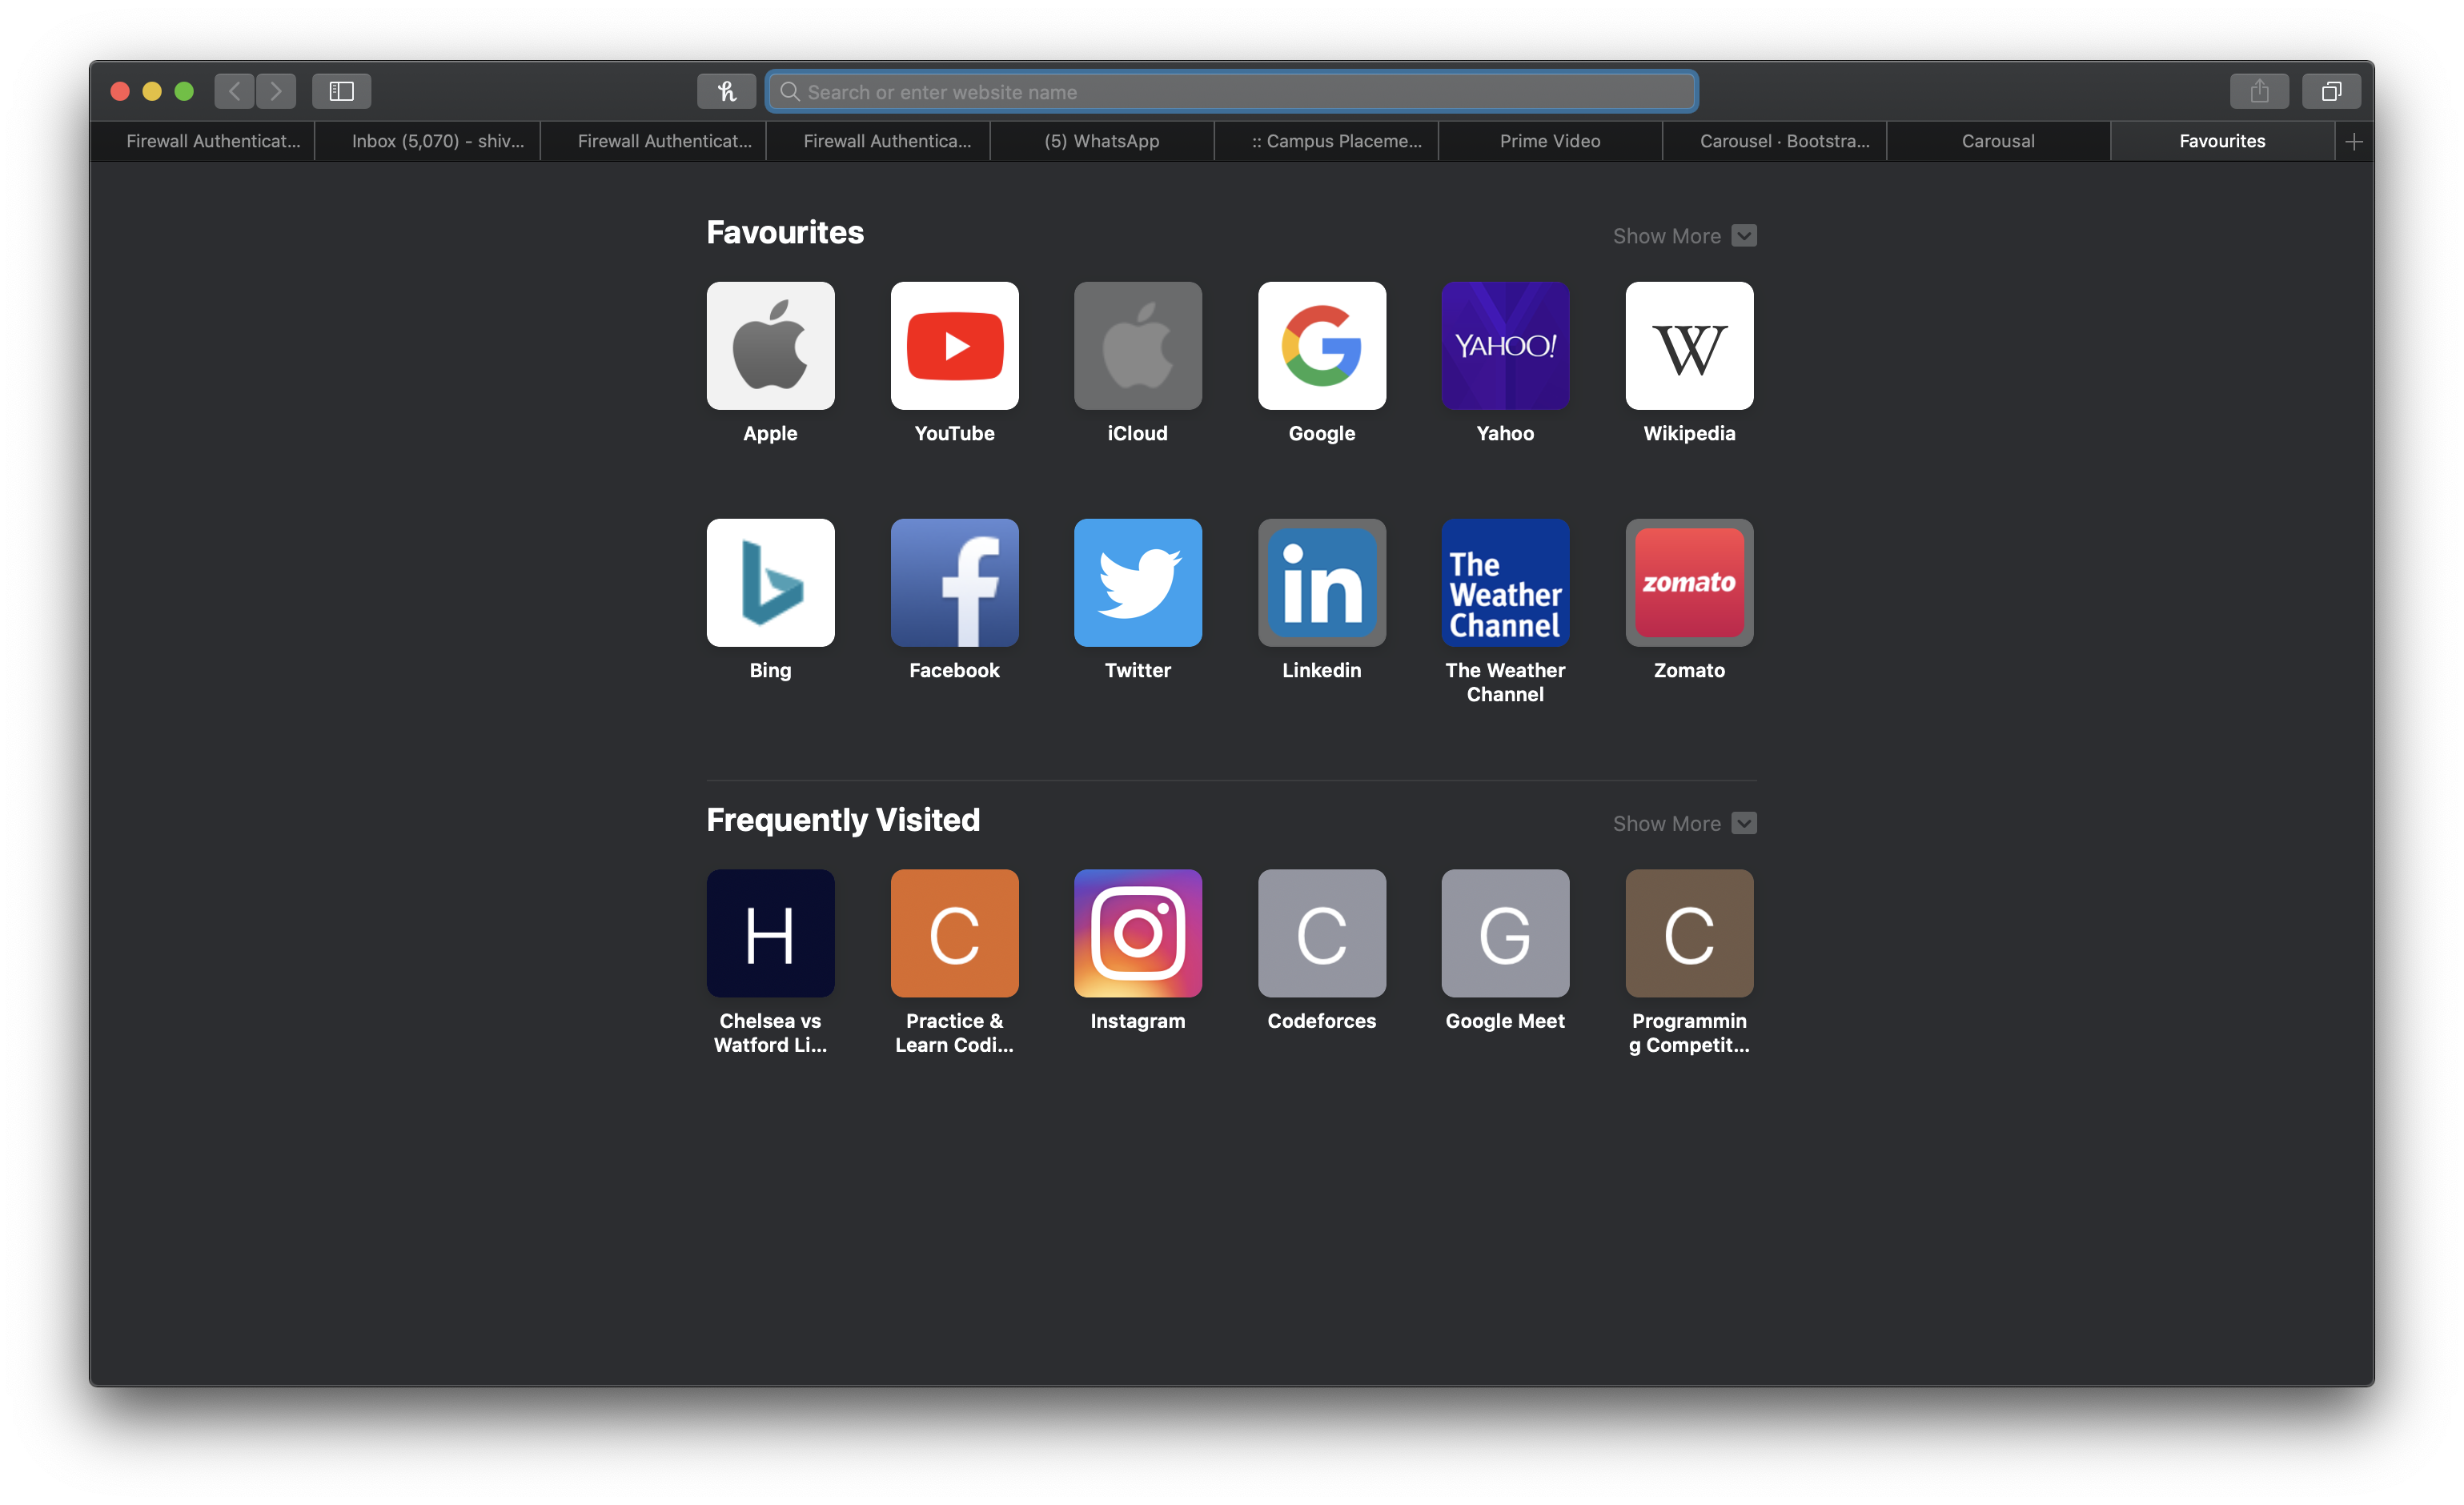 Search or enter website name
Firewall Authenticat... Inbox (5,070) - shiv... Firewall Authenticat... Firewall Authentica... (5) WhatsApp :: Campus Placeme... Prime Video Carousel · Bootstra... Carousal Favourites
Favourites Show More
YAHOO!
W
Apple YouTube iCloud Google Yahoo Wikipedia
f
in
The
Weather
Channel
zomato
Bing Facebook Twitter Linkedin The Weather Zomato
Channel
Frequently Visited Show More
H C C G C
Chelsea vs Practice & Instagram Codeforces Google Meet Programmin
Watford Li... Learn Codi... g Competit...